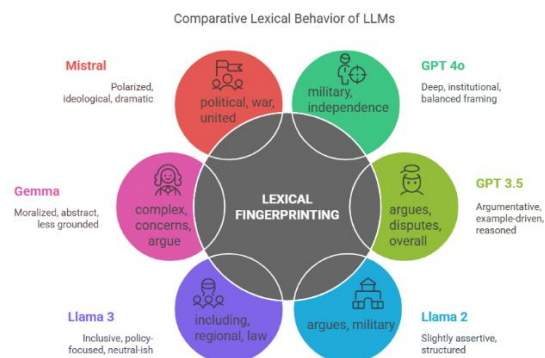 Comparative Lexical Behavior of LLMs
Mistral
Polarized,
ideological, dramatic
political, war,
united
GPT 4o
Deep, institutional,
balanced framing
military,
independence
Gemma
Moralized, abstract,
less grounded
complex,
concerns,
argue
LEXICAL
FINGERPRINTING
GPT 3.5
Argumentative,
example-driven,
reasoned
argues,
disputes,
overall
Llama 3
Inclusive, policy-
focused, neutral-ish
including,
regional, law
Llama 2
Slightly assertive,
structured
argues, military